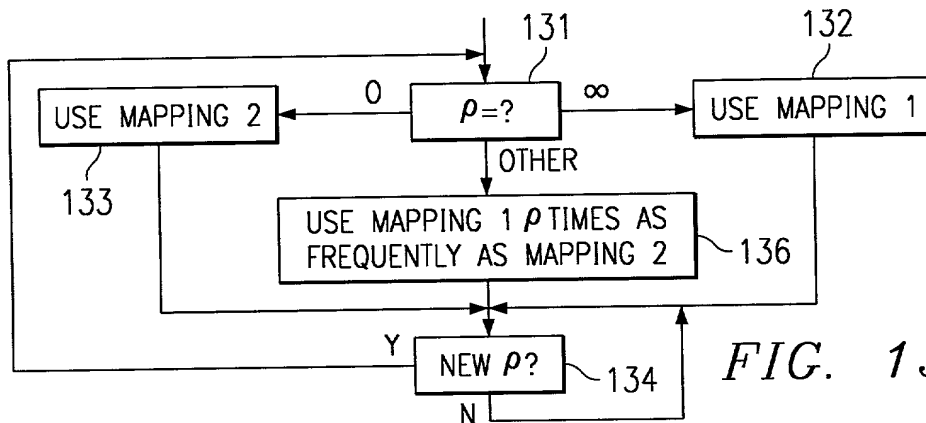 131
132
0
ρ=?
∞
USE MAPPING 2
USE MAPPING 1
133
OTHER
USE MAPPING 1 ρ TIMES AS
FREQUENTLY AS MAPPING 2
136
Y
NEW ρ?
134
N
FIG. 1